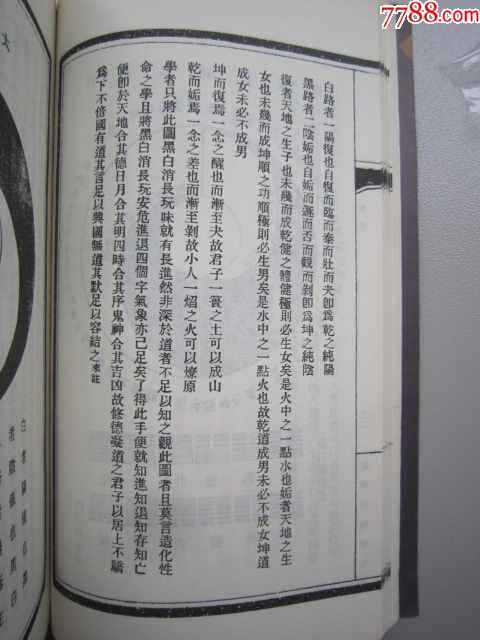 7788.com
白路者一陽復也自復而臨而泰而壯而夬卽爲乾之純陽
黑路者一陰姤也自姤而遯而否而觀而剝卽爲坤之純陰
復者天地之生子也未幾而成乾健之體健極則必生女矣是火中之一點水也姤者天地之生
女也未幾而成坤順之功順極則必生男矣是水中之一點火也故乾道成男未必不成女坤道
成女未必不成男
坤而復焉一念之醒也而漸至夬故君子一簣之土可以成山
乾而姤焉一念之差也而漸至剝故小人一熖之火可以燎原
學者只將此圖黑白消長玩味就有長進然非深於道者不足以知之觀此圖者且莫言造化性
命之學且將黑白消長玩安危進退四個字氣象亦已足矣了得此手便就知進知退知存知亡
便卽於天地合其德日月合其明四時合其序鬼神合其吉凶故修德凝道之君子以居上不驕
爲下不倍國有道其言足以興國無道其默足以容結之來註